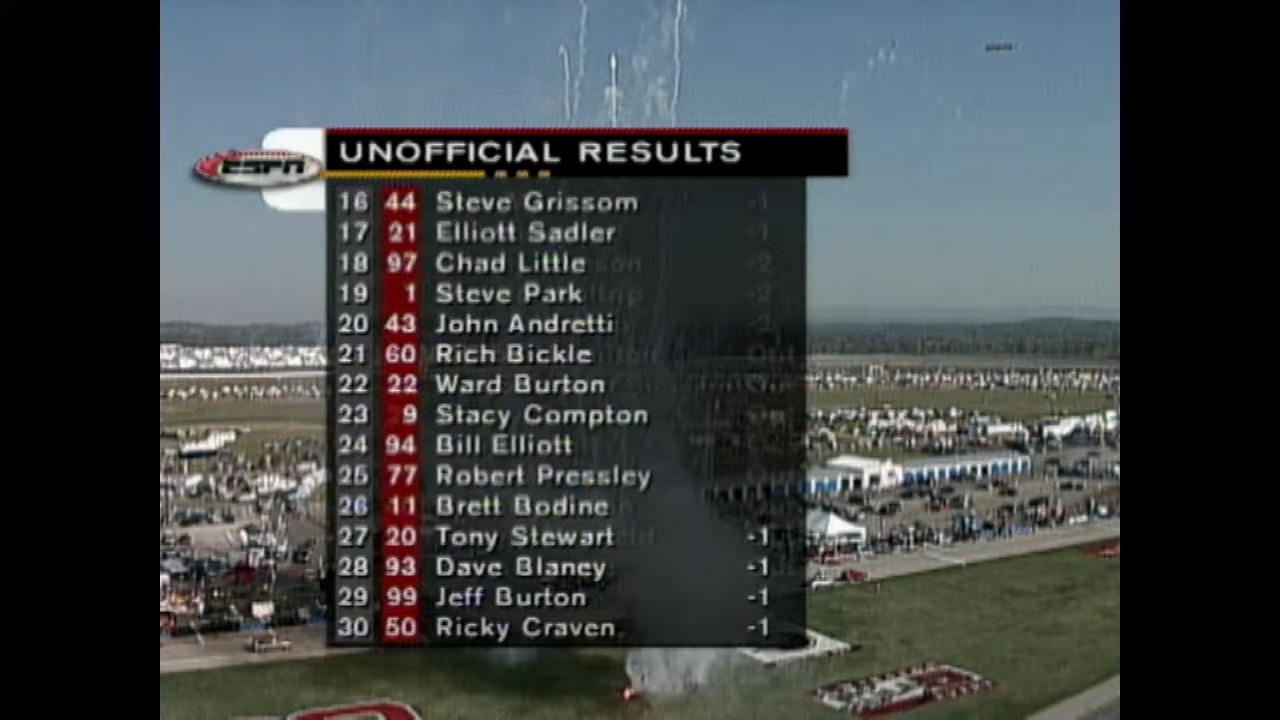 ESPN
UNOFFICIAL RESULTS
16 44 Steve Grissom
17 21 Elliott Sadler
18 97 Chad Little
19 1 Steve Park
20 43 John Andretti
21 60 Rich Bickle
22 22 Ward Burton
23 9 Stacy Compton
24 94 Bill Elliott
25 77 Robert Pressley
26 11 Brett Bodine
27 20 Tony Stewart -1
28 93 Dave Blaney -1
29 99 Jeff Burton -1
30 50 Ricky Craven -1